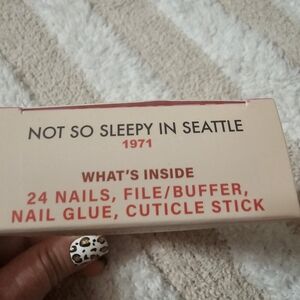 NOT SO SLEEPY IN SEATTLE
1971
WHAT'S INSIDE
24 NAILS, FILE/BUFFER,
NAIL GLUE, CUTICLE STICK